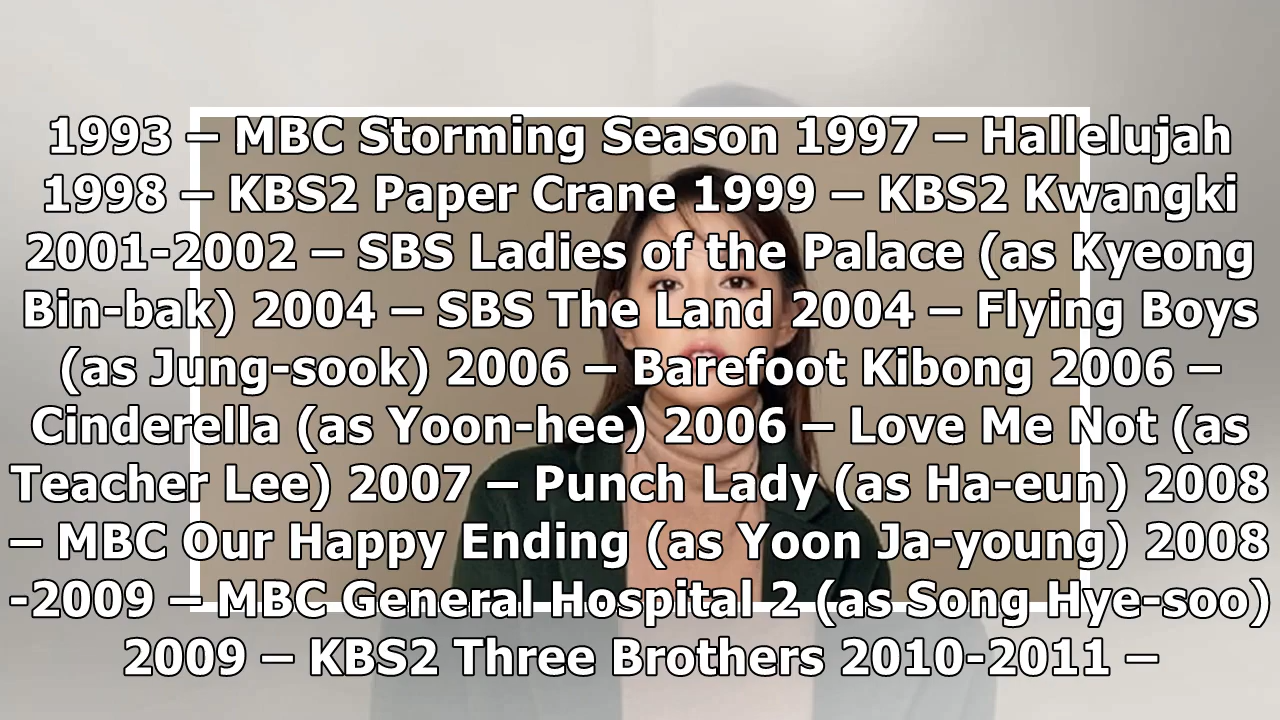 1993 – MBC Storming Season 1997 – Hallelujah
1998 – KBS2 Paper Crane 1999 – KBS2 Kwangki
2001-2002 – SBS Ladies of the Palace (as Kyeong
Bin-bak) 2004 – SBS The Land 2004 – Flying Boys
(as Jung-sook) 2006 – Barefoot Kibong 2006 –
Cinderella (as Yoon-hee) 2006 – Love Me Not (as
Teacher Lee) 2007 – Punch Lady (as Ha-eun) 2008
– MBC Our Happy Ending (as Yoon Ja-young) 2008
-2009 – MBC General Hospital 2 (as Song Hye-soo)
2009 – KBS2 Three Brothers 2010-2011 –